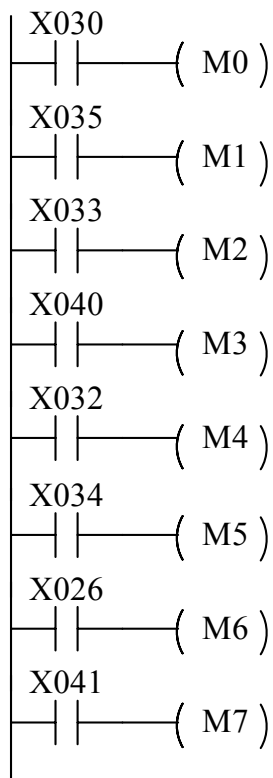 X030
( M0 )
X035
( M1 )
X033
( M2 )
X040
( M3 )
X032
( M4 )
X034
( M5 )
X026
( M6 )
X041
( M7 )